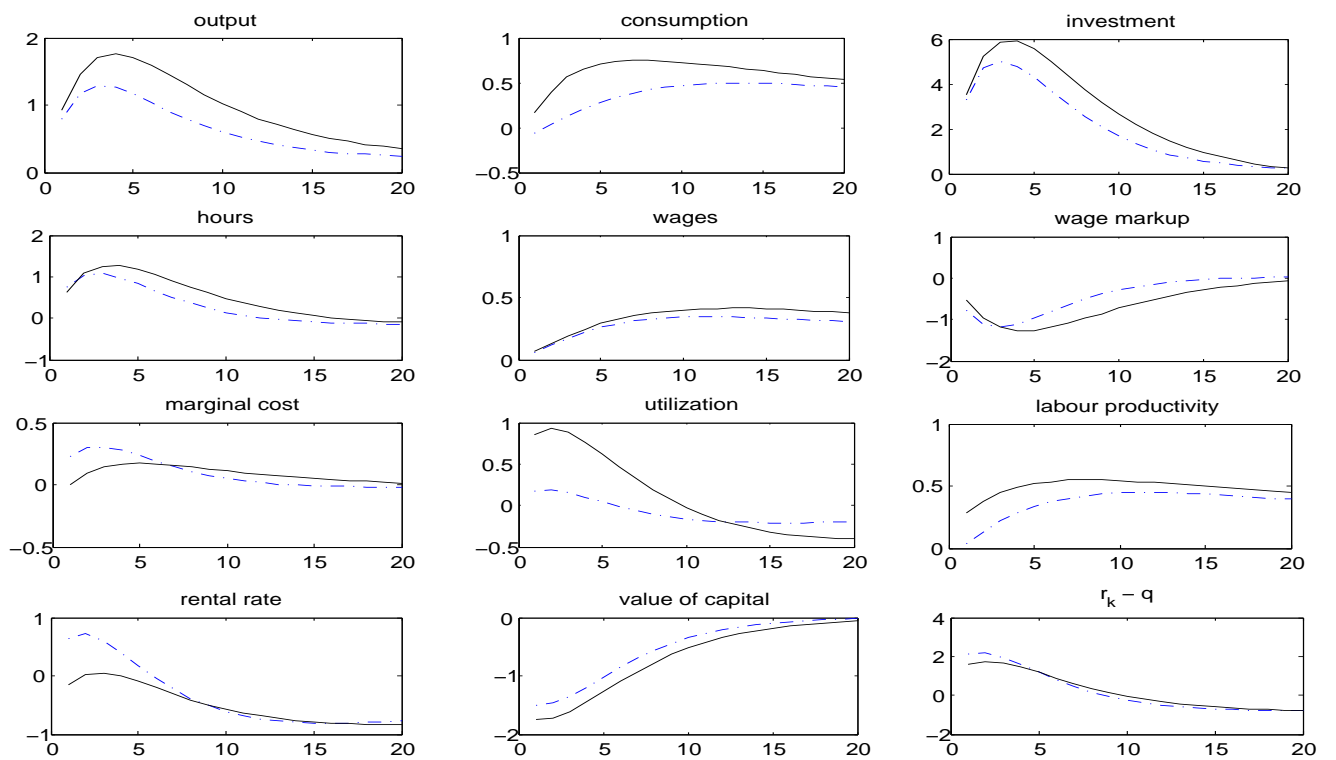 output
consumption
investment
2
1
0
0 5 10 15 20
1
0.5
0
−0.5
0 5 10 15 20
6
4
2
0
0 5 10 15 20
hours
wages
wage markup
2
1
0
−1
0 5 10 15 20
1
0.5
0
0 5 10 15 20
1
0
−1
−2
0 5 10 15 20
marginal cost
utilization
labour productivity
0.5
0
−0.5
0 5 10 15 20
1
0.5
0
−0.5
0 5 10 15 20
1
0.5
0
0 5 10 15 20
rental rate
value of capital
r_k − q
1
0
−1
0 5 10 15 20
0
−1
−2
0 5 10 15 20
4
2
0
−2
0 5 10 15 20